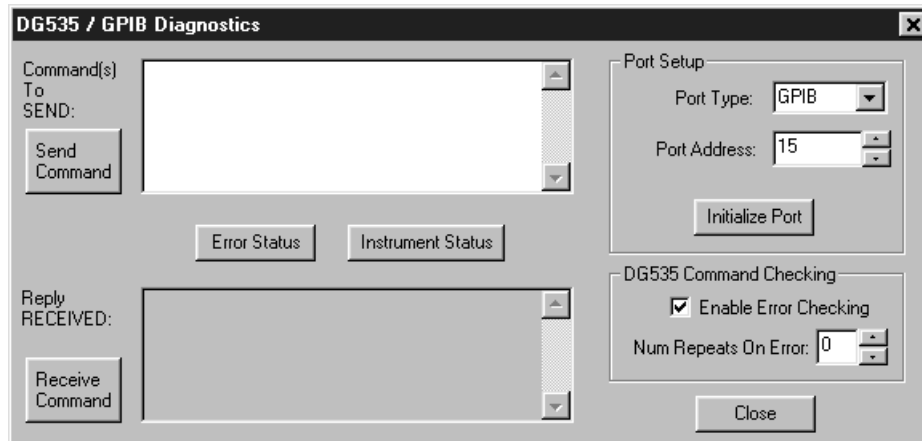 DG535 / GPIB Diagnostics
Command(s)
To
SEND:
Send
Command
Error Status
Instrument Status
Reply
RECEIVED:
Receive
Command
Port Setup
Port Type:
GPIB
Port Address:
15
Initialize Port
DG535 Command Checking
Enable Error Checking
Num Repeats On Error:
0
Close